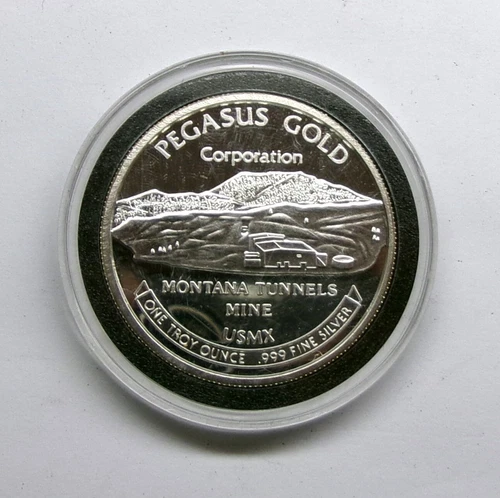 PEGASUS GOLD
Corporation
MONTANA TUNNELS
MINE
USMX
ONE TROY OUNCE .999 FINE SILVER